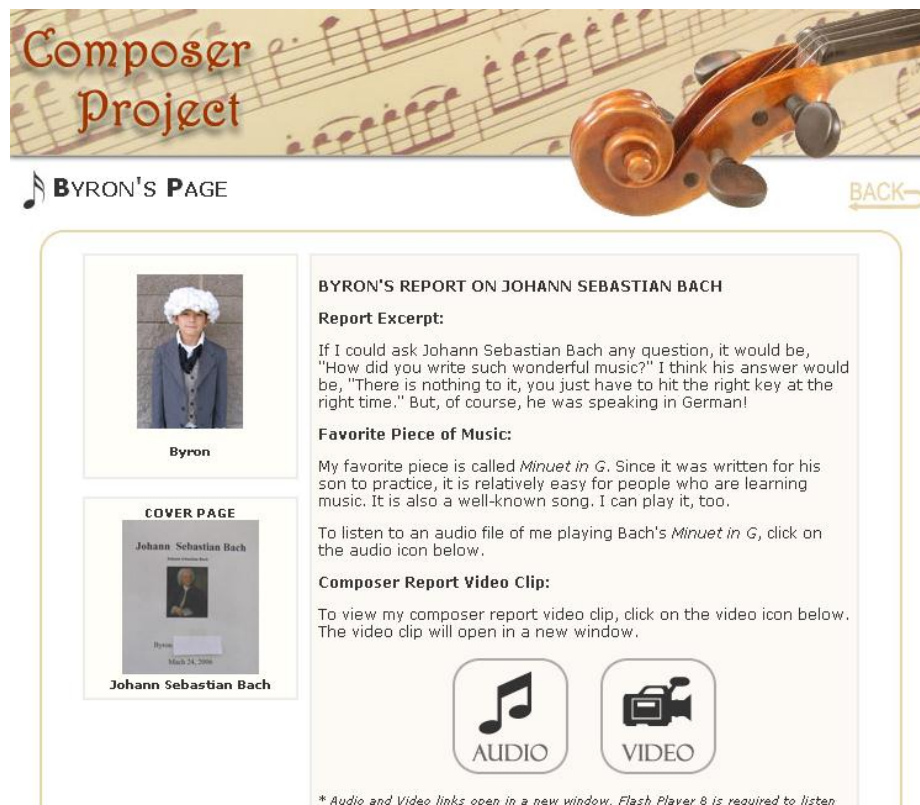 Composer
Project
BYRON'S PAGE
BACK
Byron
COVER PAGE
Johann Sebastian Bach
Byron
Mach 24, 2006
Johann Sebastian Bach
BYRON'S REPORT ON JOHANN SEBASTIAN BACH
Report Excerpt:
If I could ask Johann Sebastian Bach any question, it would be,
"How did you write such wonderful music?" I think his answer would
be, "There is nothing to it, you just have to hit the right key at the
right time." But, of course, he was speaking in German!
Favorite Piece of Music:
My favorite piece is called Minuet in G. Since it was written for his
son to practice, it is relatively easy for people who are learning
music. It is also a well-known song. I can play it, too.
To listen to an audio file of me playing Bach's Minuet in G, click on
the audio icon below.
Composer Report Video Clip:
To view my composer report video clip, click on the video icon below.
The video clip will open in a new window.
AUDIO
VIDEO
* Audio and Video links open in a new window. Flash Player 8 is required to listen